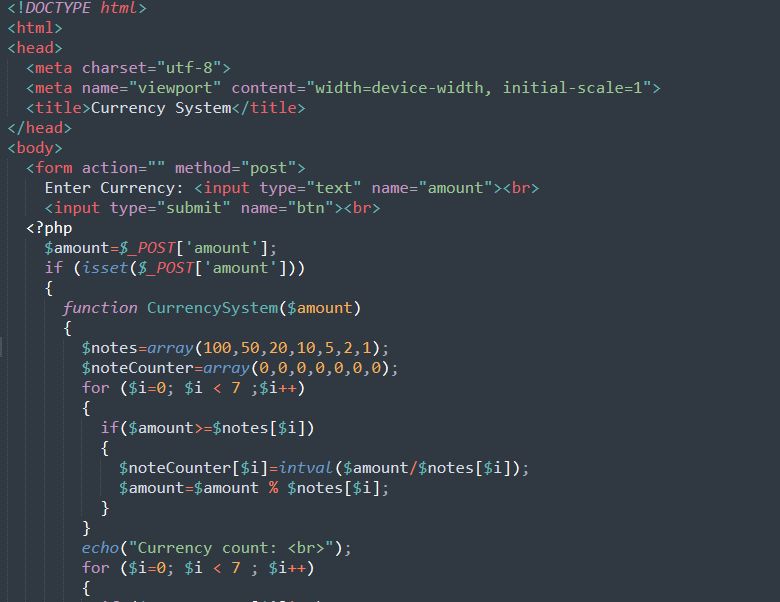 <!DOCTYPE html>
<html>
<head>
<meta charset="utf-8">
<meta name="viewport" content="width=device-width, initial-scale=1">
<title>Currency System</title>
</head>
<body>
<form action="" method="post">
Enter Currency: <input type="text" name="amount"><br>
<input type="submit" name="btn"><br>
<?php
$amount=$_POST['amount'];
if (isset($_POST['amount']))
{
function CurrencySystem($amount)
{
$notes=array(100,50,20,10,5,2,1);
$noteCounter=array(0,0,0,0,0,0,0);
for ($i=0; $i < 7 ;$i++)
{
if($amount>=$notes[$i])
{
$noteCounter[$i]=intval($amount/$notes[$i]);
$amount=$amount % $notes[$i];
}
}
echo("Currency count: <br>");
for ($i=0; $i < 7 ; $i++)
{